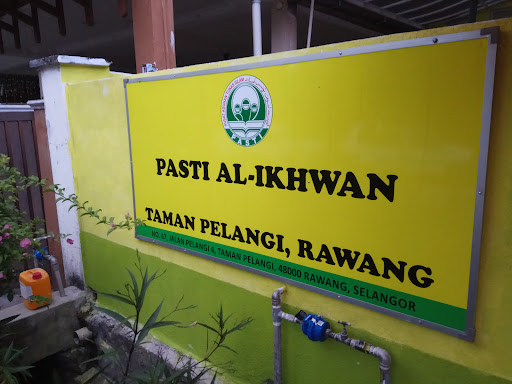 PASTI
PASTI AL-IKHWAN
TAMAN PELANGI, RAWANG
NO. 67, JALAN PELANGI 4, TAMAN PELANGI, 48000 RAWANG, SELANGOR